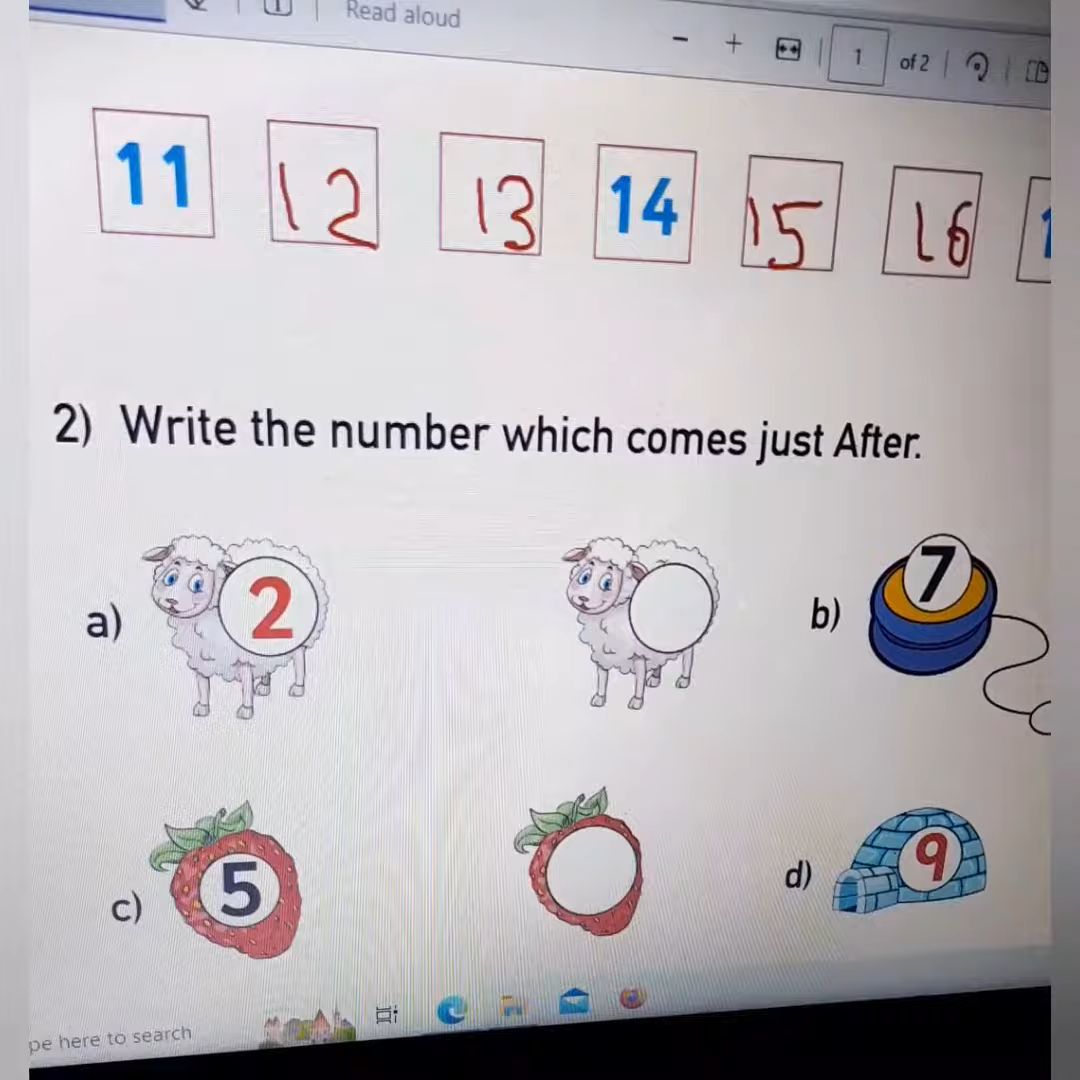 Read aloud
− + 1 of 2
11 12 13 14 15 16
2) Write the number which comes just After.
a) 2 b) 7
c) 5 d) 9
pe here to search